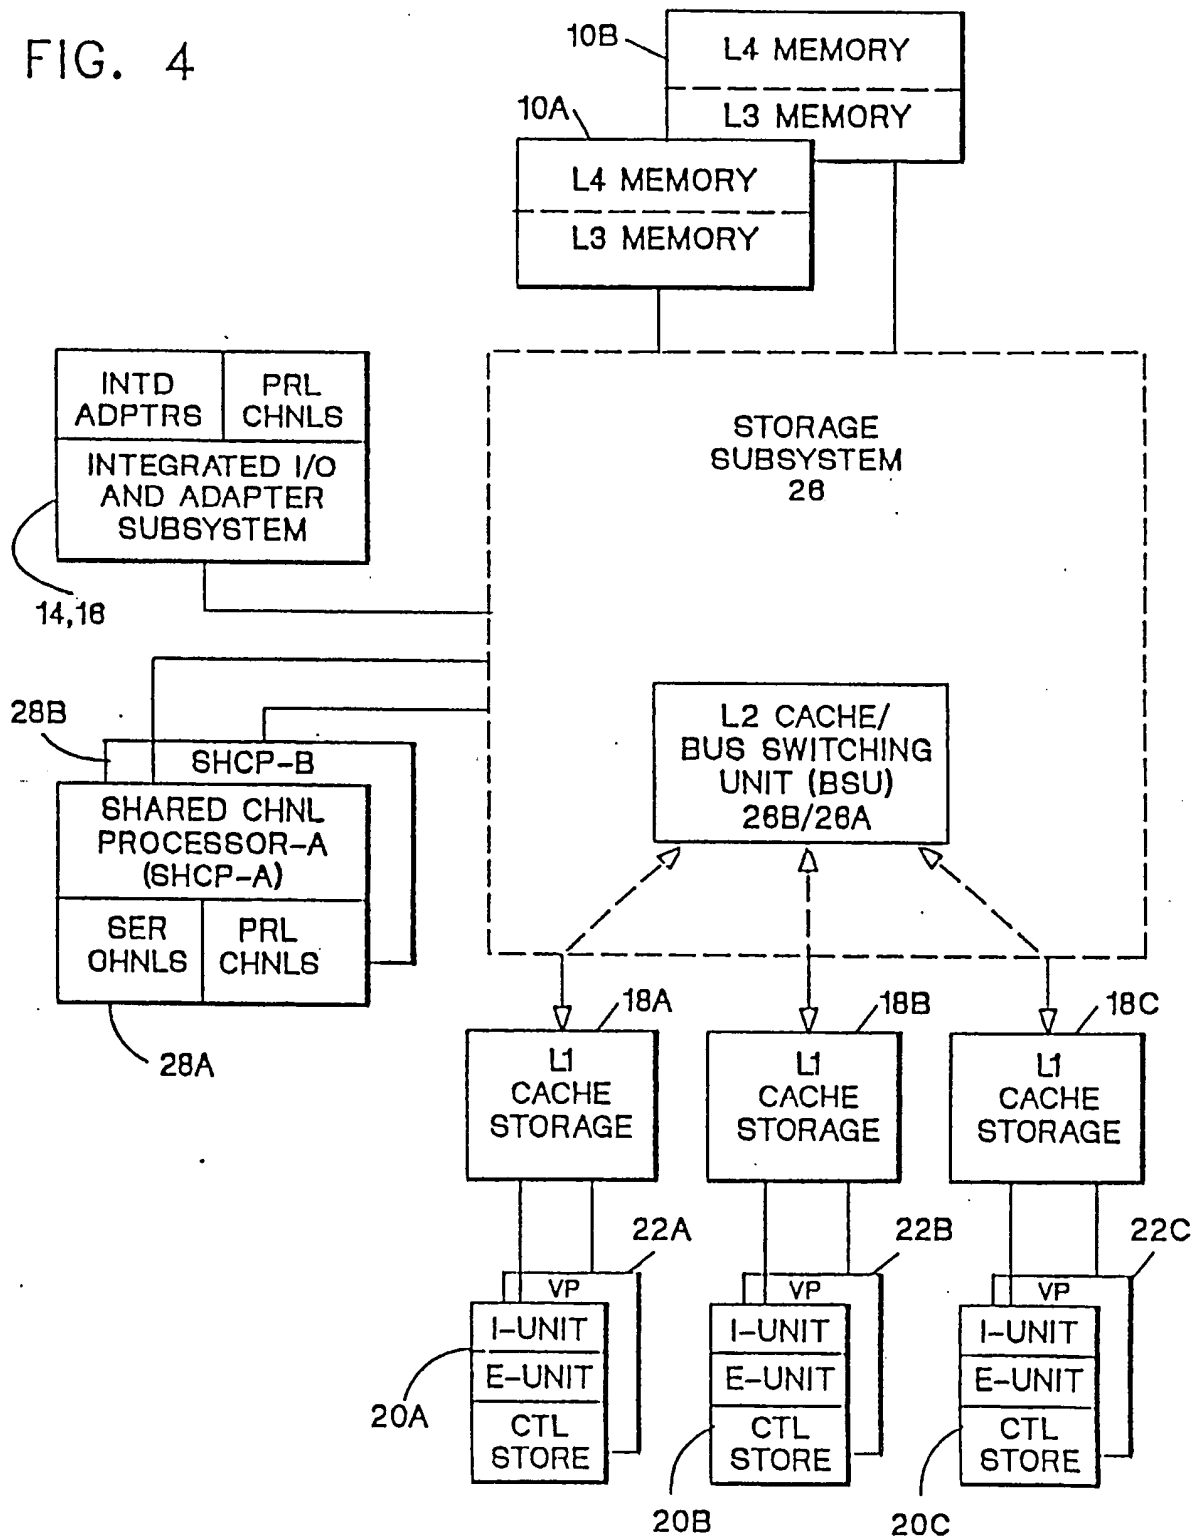 FIG. 4
10B
L4 MEMORY
L3 MEMORY
10A
L4 MEMORY
L3 MEMORY
INTD
ADPTRS
PRL
CHNLS
INTEGRATED I/O
AND ADAPTER
SUBSYSTEM
14,16
STORAGE
SUBSYSTEM
26
28B
SHCP-B
SHARED CHNL
PROCESSOR-A
(SHCP-A)
SER
OHNLS
PRL
CHNLS
28A
L2 CACHE/
BUS SWITCHING
UNIT (BSU)
26B/26A
18A
L1
CACHE
STORAGE
18B
L1
CACHE
STORAGE
18C
L1
CACHE
STORAGE
22A
VP
I-UNIT
E-UNIT
CTL
STORE
20A
22B
VP
I-UNIT
E-UNIT
CTL
STORE
20B
22C
VP
I-UNIT
E-UNIT
CTL
STORE
20C